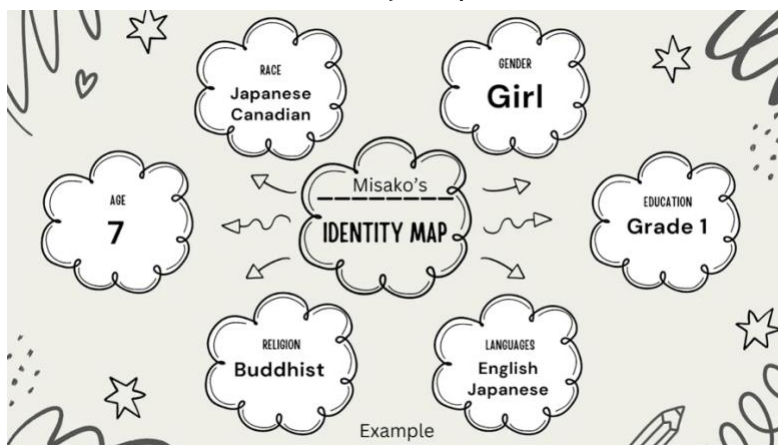 RACE
Japanese
Canadian
GENDER
Girl
AGE
7
Misako's
IDENTITY MAP
EDUCATION
Grade 1
RELIGION
Buddhist
LANGUAGES
English
Japanese
Example